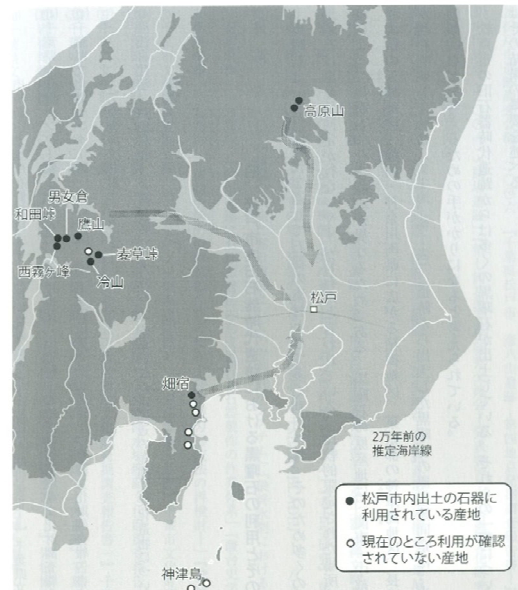 高原山
男女倉
和田峠
鷹山
麦草峠
西霧ヶ峰
冷山
松戸
畑宿
2万年前の
推定海岸線
松戸市内出土の石器に
利用されている産地
現在のところ利用が確認
されていない産地
神津島